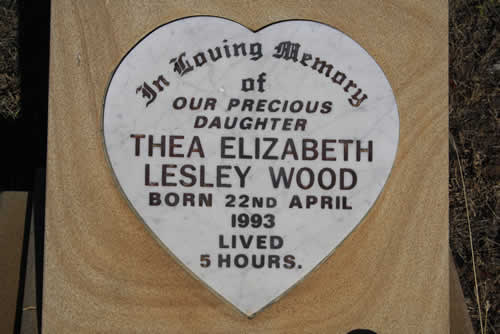 In Loving Memory
of
OUR PRECIOUS
DAUGHTER
THEA ELIZABETH
LESLEY WOOD
BORN 22ND APRIL
1993
LIVED
5 HOURS.